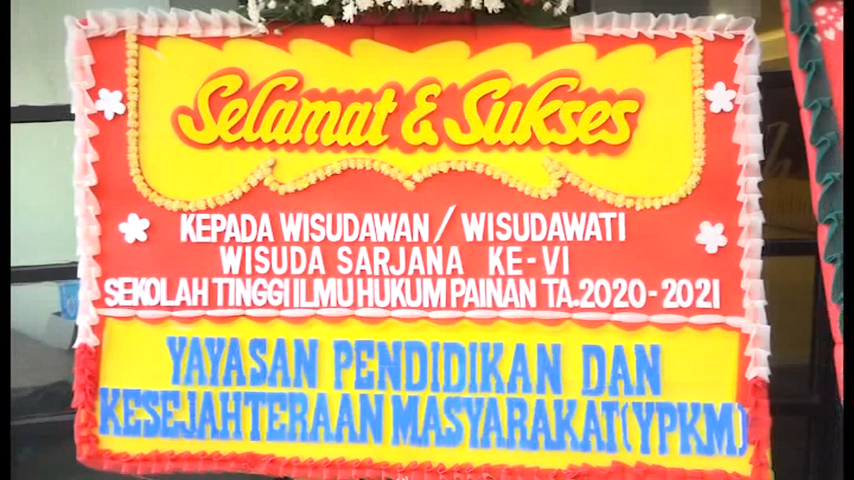 Selamat & Sukses
KEPADA WISUDAWAN/WISUDAWATI
WISUDA SARJANA KE-VI
SEKOLAH TINGGI ILMU HUKUM PAINAN TA.2020-2021
YAYASAN PENDIDIKAN DAN
KESEJAHTERAAN MASYARAKAT(YPKM)